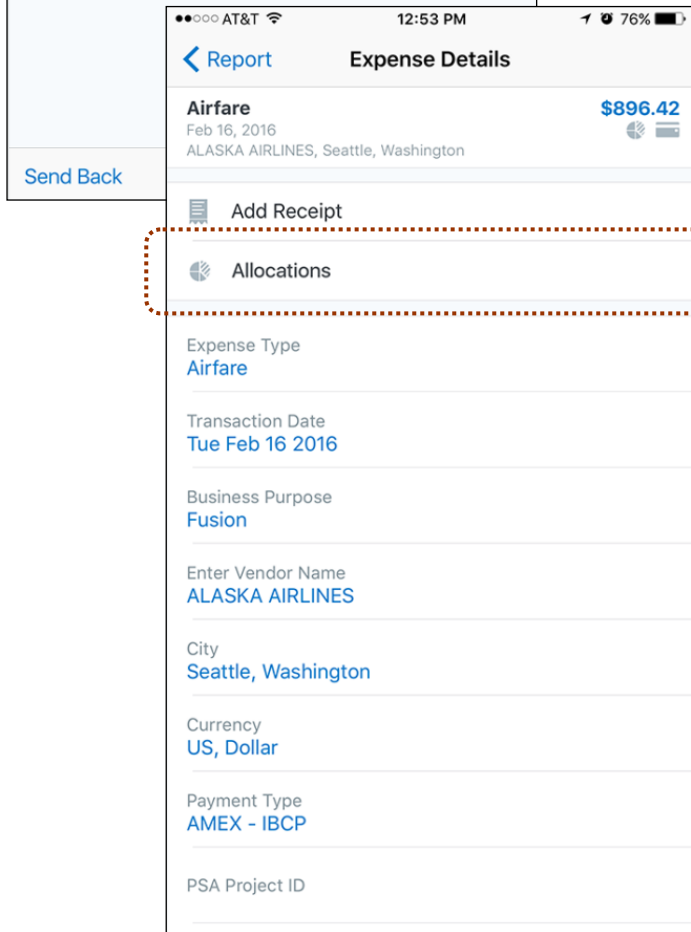 AT&T 12:53 PM 76%
Report Expense Details
Airfare $896.42
Feb 16, 2016
ALASKA AIRLINES, Seattle, Washington
Send Back
Add Receipt
Allocations
Expense Type
Airfare
Transaction Date
Tue Feb 16 2016
Business Purpose
Fusion
Enter Vendor Name
ALASKA AIRLINES
City
Seattle, Washington
Currency
US, Dollar
Payment Type
AMEX - IBCP
PSA Project ID